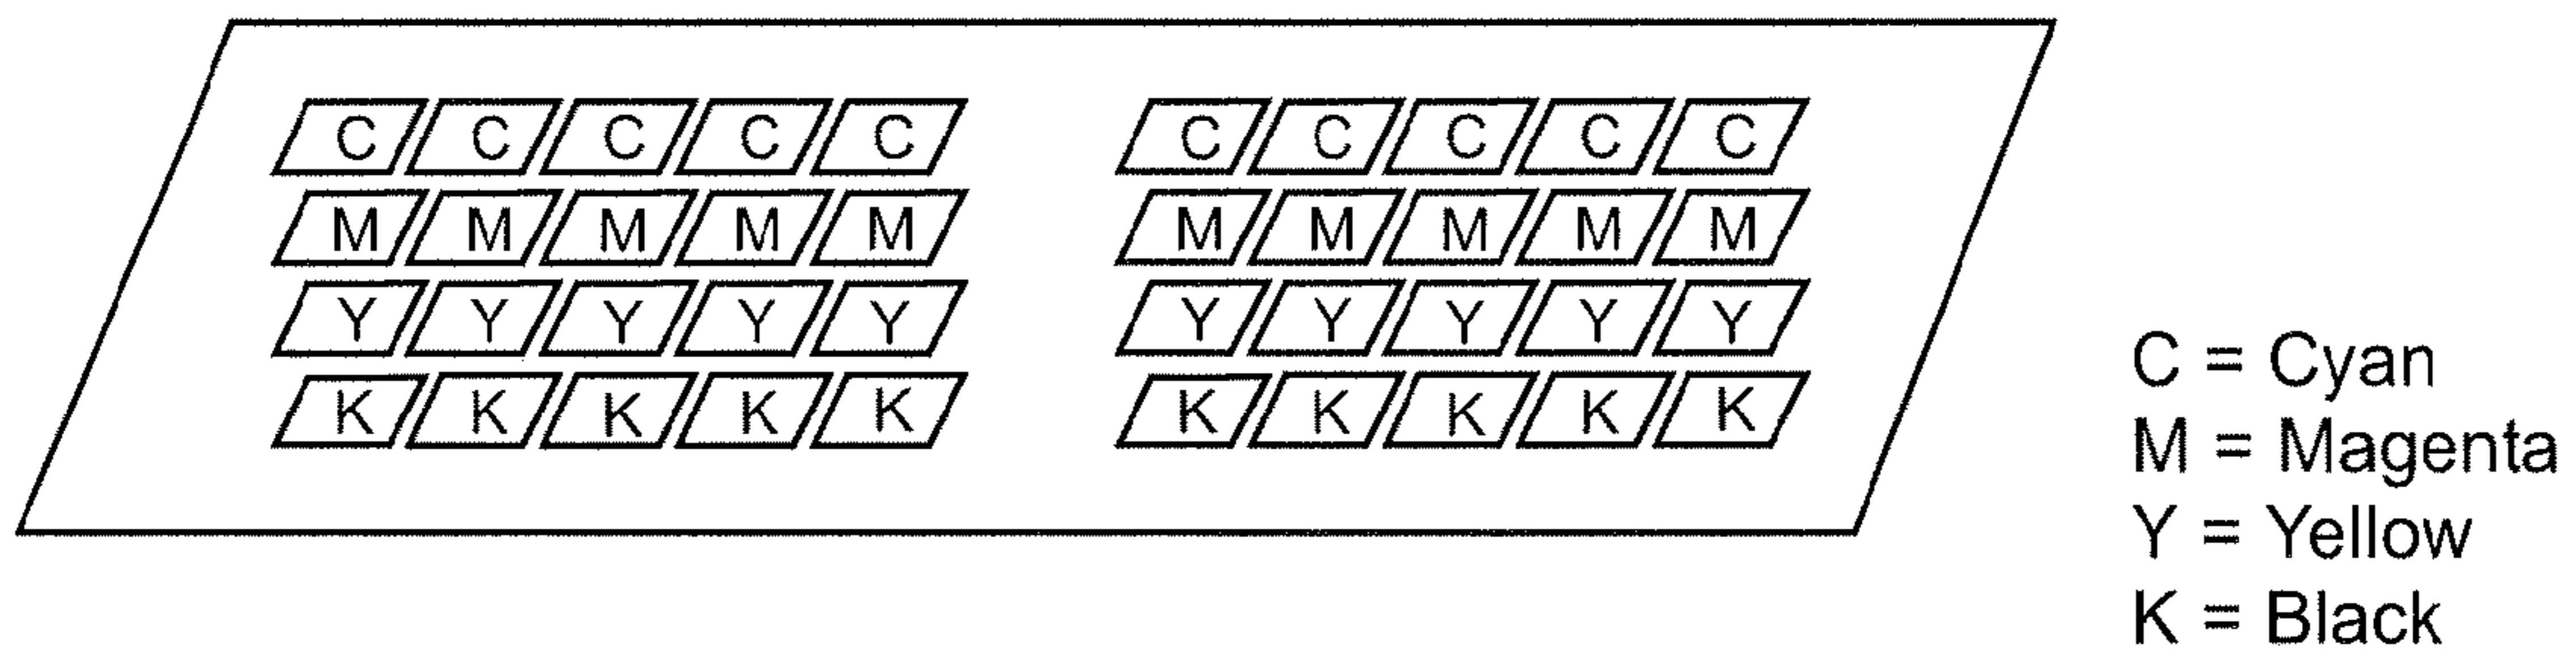 C C C C C C C C C C
M M M M M M M M M M
Y Y Y Y Y Y Y Y Y Y
K K K K K K K K K K
C = Cyan
M = Magenta
Y = Yellow
K = Black